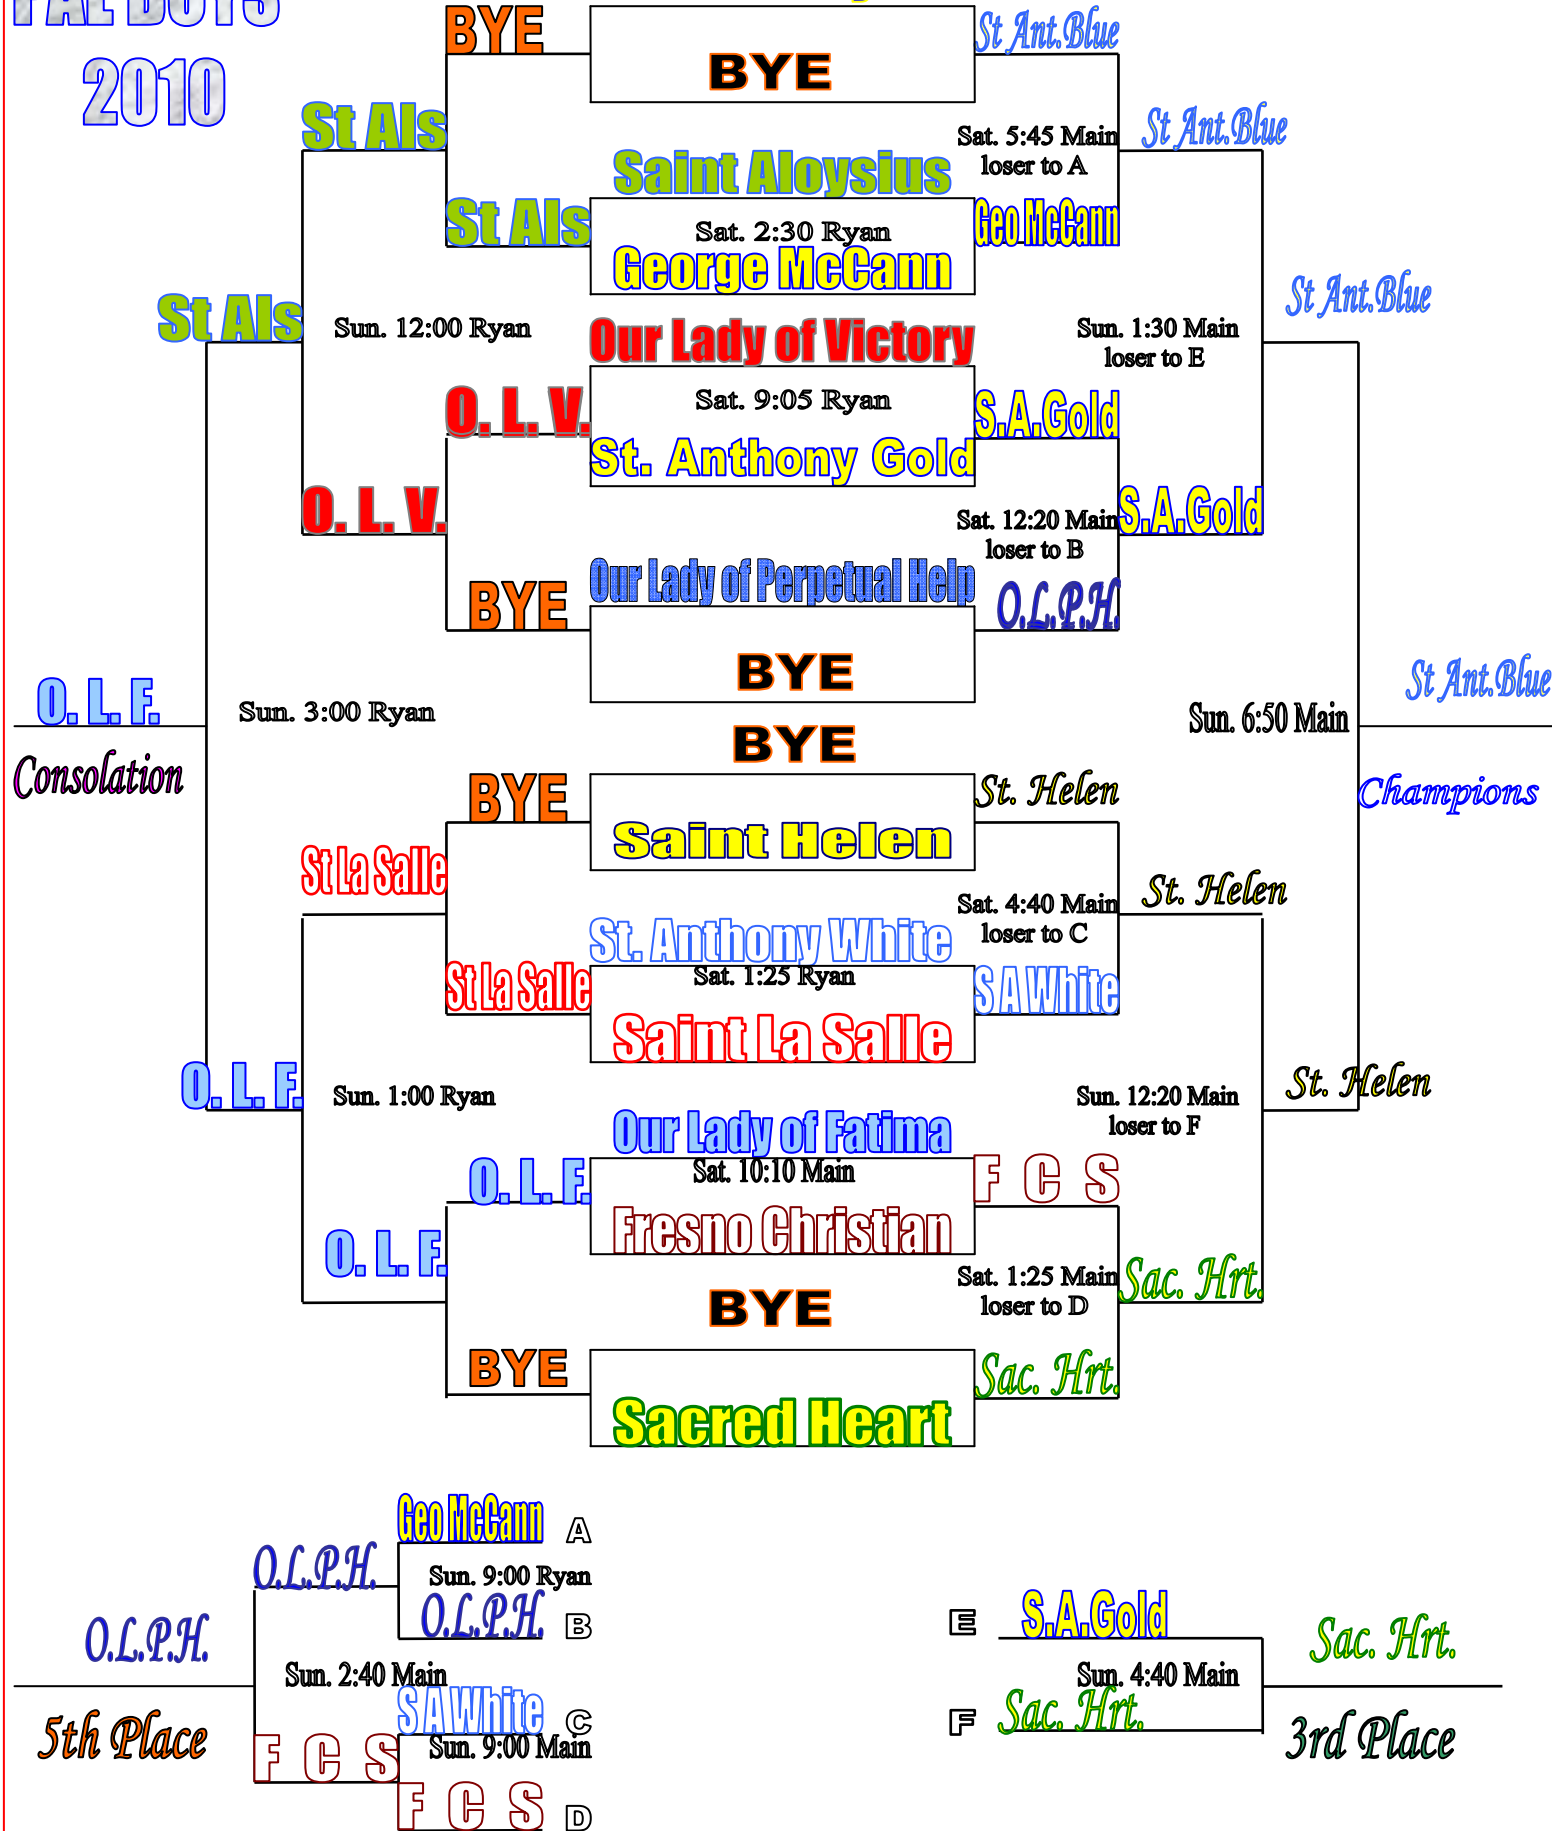 2010
BYE
BYE
St Ant.Blue
St Als
Sat. 5:45 Main
loser to A
St Ant.Blue
Saint Aloysius
St Als
Sat. 2:30 Ryan
George McCann
Geo McCann
St Als
Sun. 12:00 Ryan
Our Lady of Victory
Sun. 1:30 Main
loser to E
St Ant.Blue
O. L. V.
Sat. 9:05 Ryan
St. Anthony Gold
S.A.Gold
O. L. V.
Sat. 12:20 Main
loser to B
S.A.Gold
BYE
Our Lady of Perpetual Help
O.L.P.H.
BYE
O. L. F.
Consolation
Sun. 3:00 Ryan
BYE
Sun. 6:50 Main
St Ant.Blue
Champions
BYE
Saint Helen
St. Helen
St La Salle
Sat. 4:40 Main
loser to C
St. Helen
St. Anthony White
St La Salle
Sat. 1:25 Ryan
Saint La Salle
S A White
O. L. F.
Sun. 1:00 Ryan
Our Lady of Fatima
Sun. 12:20 Main
loser to F
St. Helen
O. L. F.
Sat. 10:10 Main
Fresno Christian
F C S
O. L. F.
Sat. 1:25 Main
loser to D
Sac. Hrt.
BYE
BYE
Sacred Heart
Sac. Hrt.
Geo McCann A
O.L.P.H.
Sun. 9:00 Ryan
O.L.P.H. B
O.L.P.H.
5th Place
Sun. 2:40 Main
S A White C
F C S
Sun. 9:00 Main
F C S D
E S.A.Gold
Sun. 4:40 Main
F Sac. Hrt.
Sac. Hrt.
3rd Place